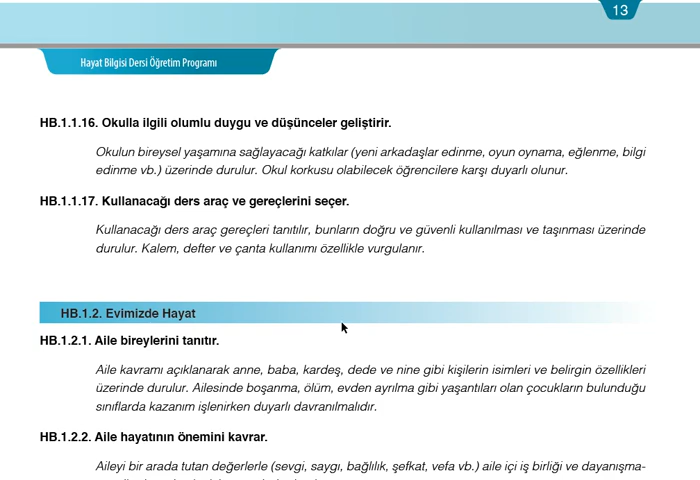 13
Hayat Bilgisi Dersi Öğretim Programı
HB.1.1.16. Okulla ilgili olumlu duygu ve düşünceler geliştirir.
Okulun bireysel yaşamına sağlayacağı katkılar (yeni arkadaşlar edinme, oyun oynama, eğlenme, bilgi
edinme vb.) üzerinde durulur. Okul korkusu olabilecek öğrencilere karşı duyarlı olunur.
HB.1.1.17. Kullanacağı ders araç ve gereçlerini seçer.
Kullanacağı ders araç gereçleri tanıtılır, bunların doğru ve güvenli kullanılması ve taşınması üzerinde
durulur. Kalem, defter ve çanta kullanımı özellikle vurgulanır.
HB.1.2. Evimizde Hayat
HB.1.2.1. Aile bireylerini tanıtır.
Aile kavramı açıklanarak anne, baba, kardeş, dede ve nine gibi kişilerin isimleri ve belirgin özellikleri
üzerinde durulur. Ailesinde boşanma, ölüm, evden ayrılma gibi yaşantıları olan çocukların bulunduğu
sınıflarda kazanım işlenirken duyarlı davranılmalıdır.
HB.1.2.2. Aile hayatının önemini kavrar.
Aileyi bir arada tutan değerlerle (sevgi, saygı, bağlılık, şefkat, vefa vb.) aile içi iş birliği ve dayanışma-